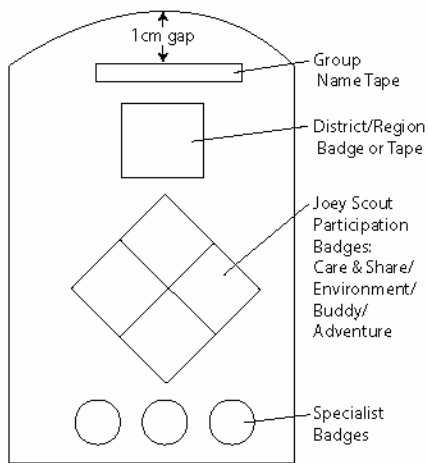 1cm gap
Group
Name Tape
District/Region
Badge or Tape
Joey Scout
Participation
Badges:
Care & Share/
Environment/
Buddy/
Adventure
Specialist
Badges